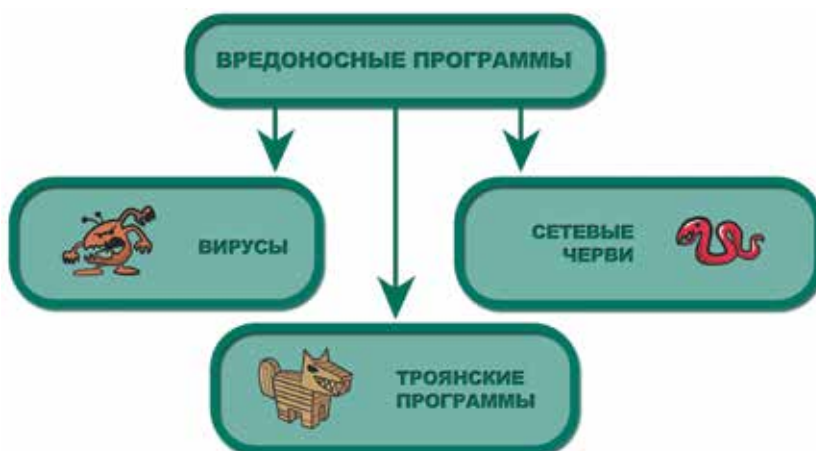 ВРЕДОНОСНЫЕ ПРОГРАММЫ
ВИРУСЫ
СЕТЕВЫЕ
ЧЕРВИ
ТРОЯНСКИЕ
ПРОГРАММЫ